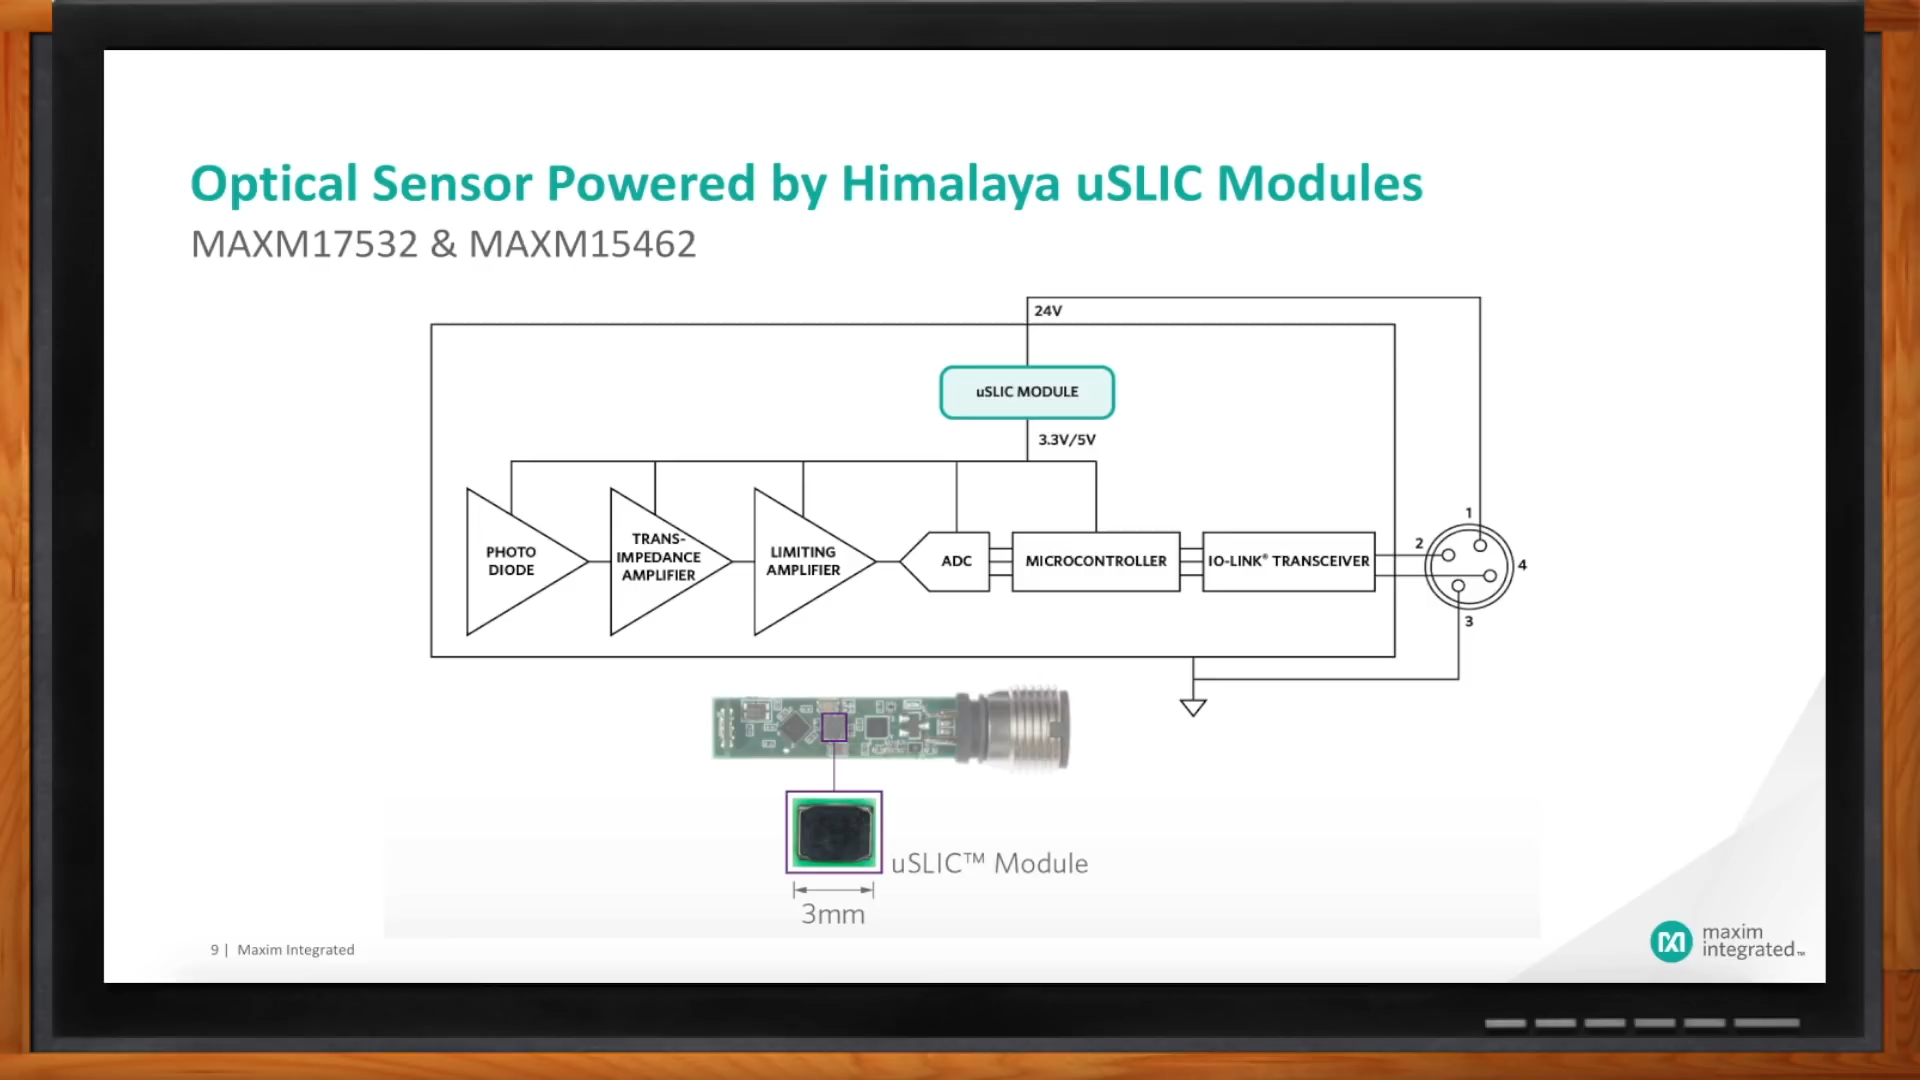 Optical Sensor Powered by Himalaya uSLIC Modules
MAXM17532 & MAXM15462
24V
uSLIC MODULE
3.3V/5V
PHOTO
DIODE
TRANS-
IMPEDANCE
AMPLIFIER
LIMITING
AMPLIFIER
ADC
MICROCONTROLLER
IO-LINK® TRANSCEIVER
1
2
4
3
uSLIC™ Module
3mm
9 | Maxim Integrated
maxim
integrated™